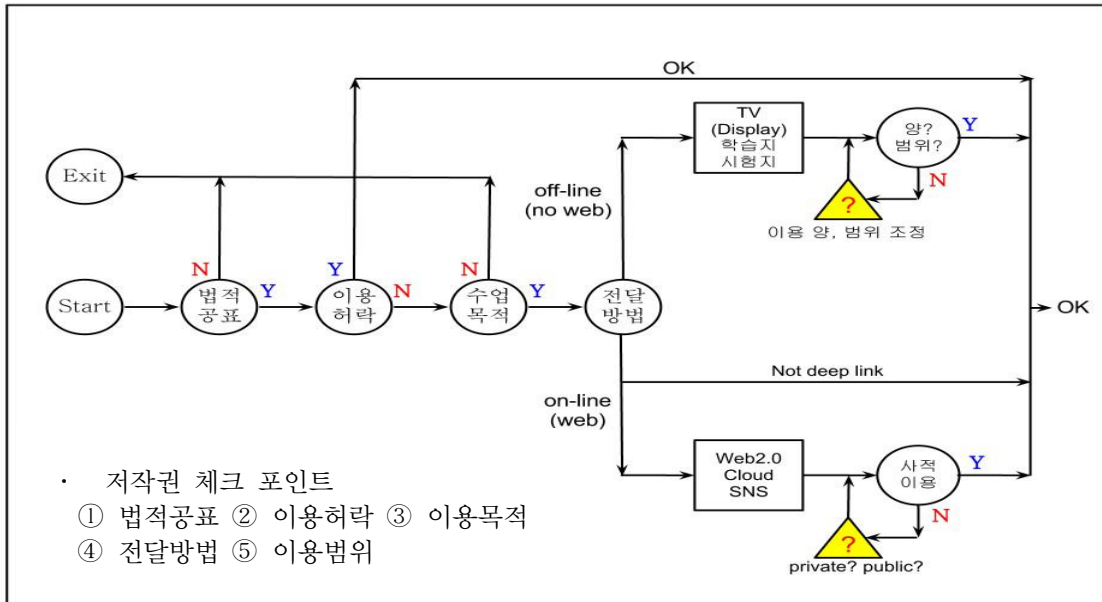 OK
TV
(Display)
학습지
시험지
양?
범위?
Y
N
?
이용 양, 범위 조정
Exit
off-line
(no web)
N
Y
N
Start
법적
공표
Y
이용
허락
N
수업
목적
Y
전달
방법
OK
Not deep link
on-line
(web)
Web2.0
Cloud
SNS
사적
이용
Y
N
?
private? public?
· 저작권 체크 포인트
① 법적공표 ② 이용허락 ③ 이용목적
④ 전달방법 ⑤ 이용범위